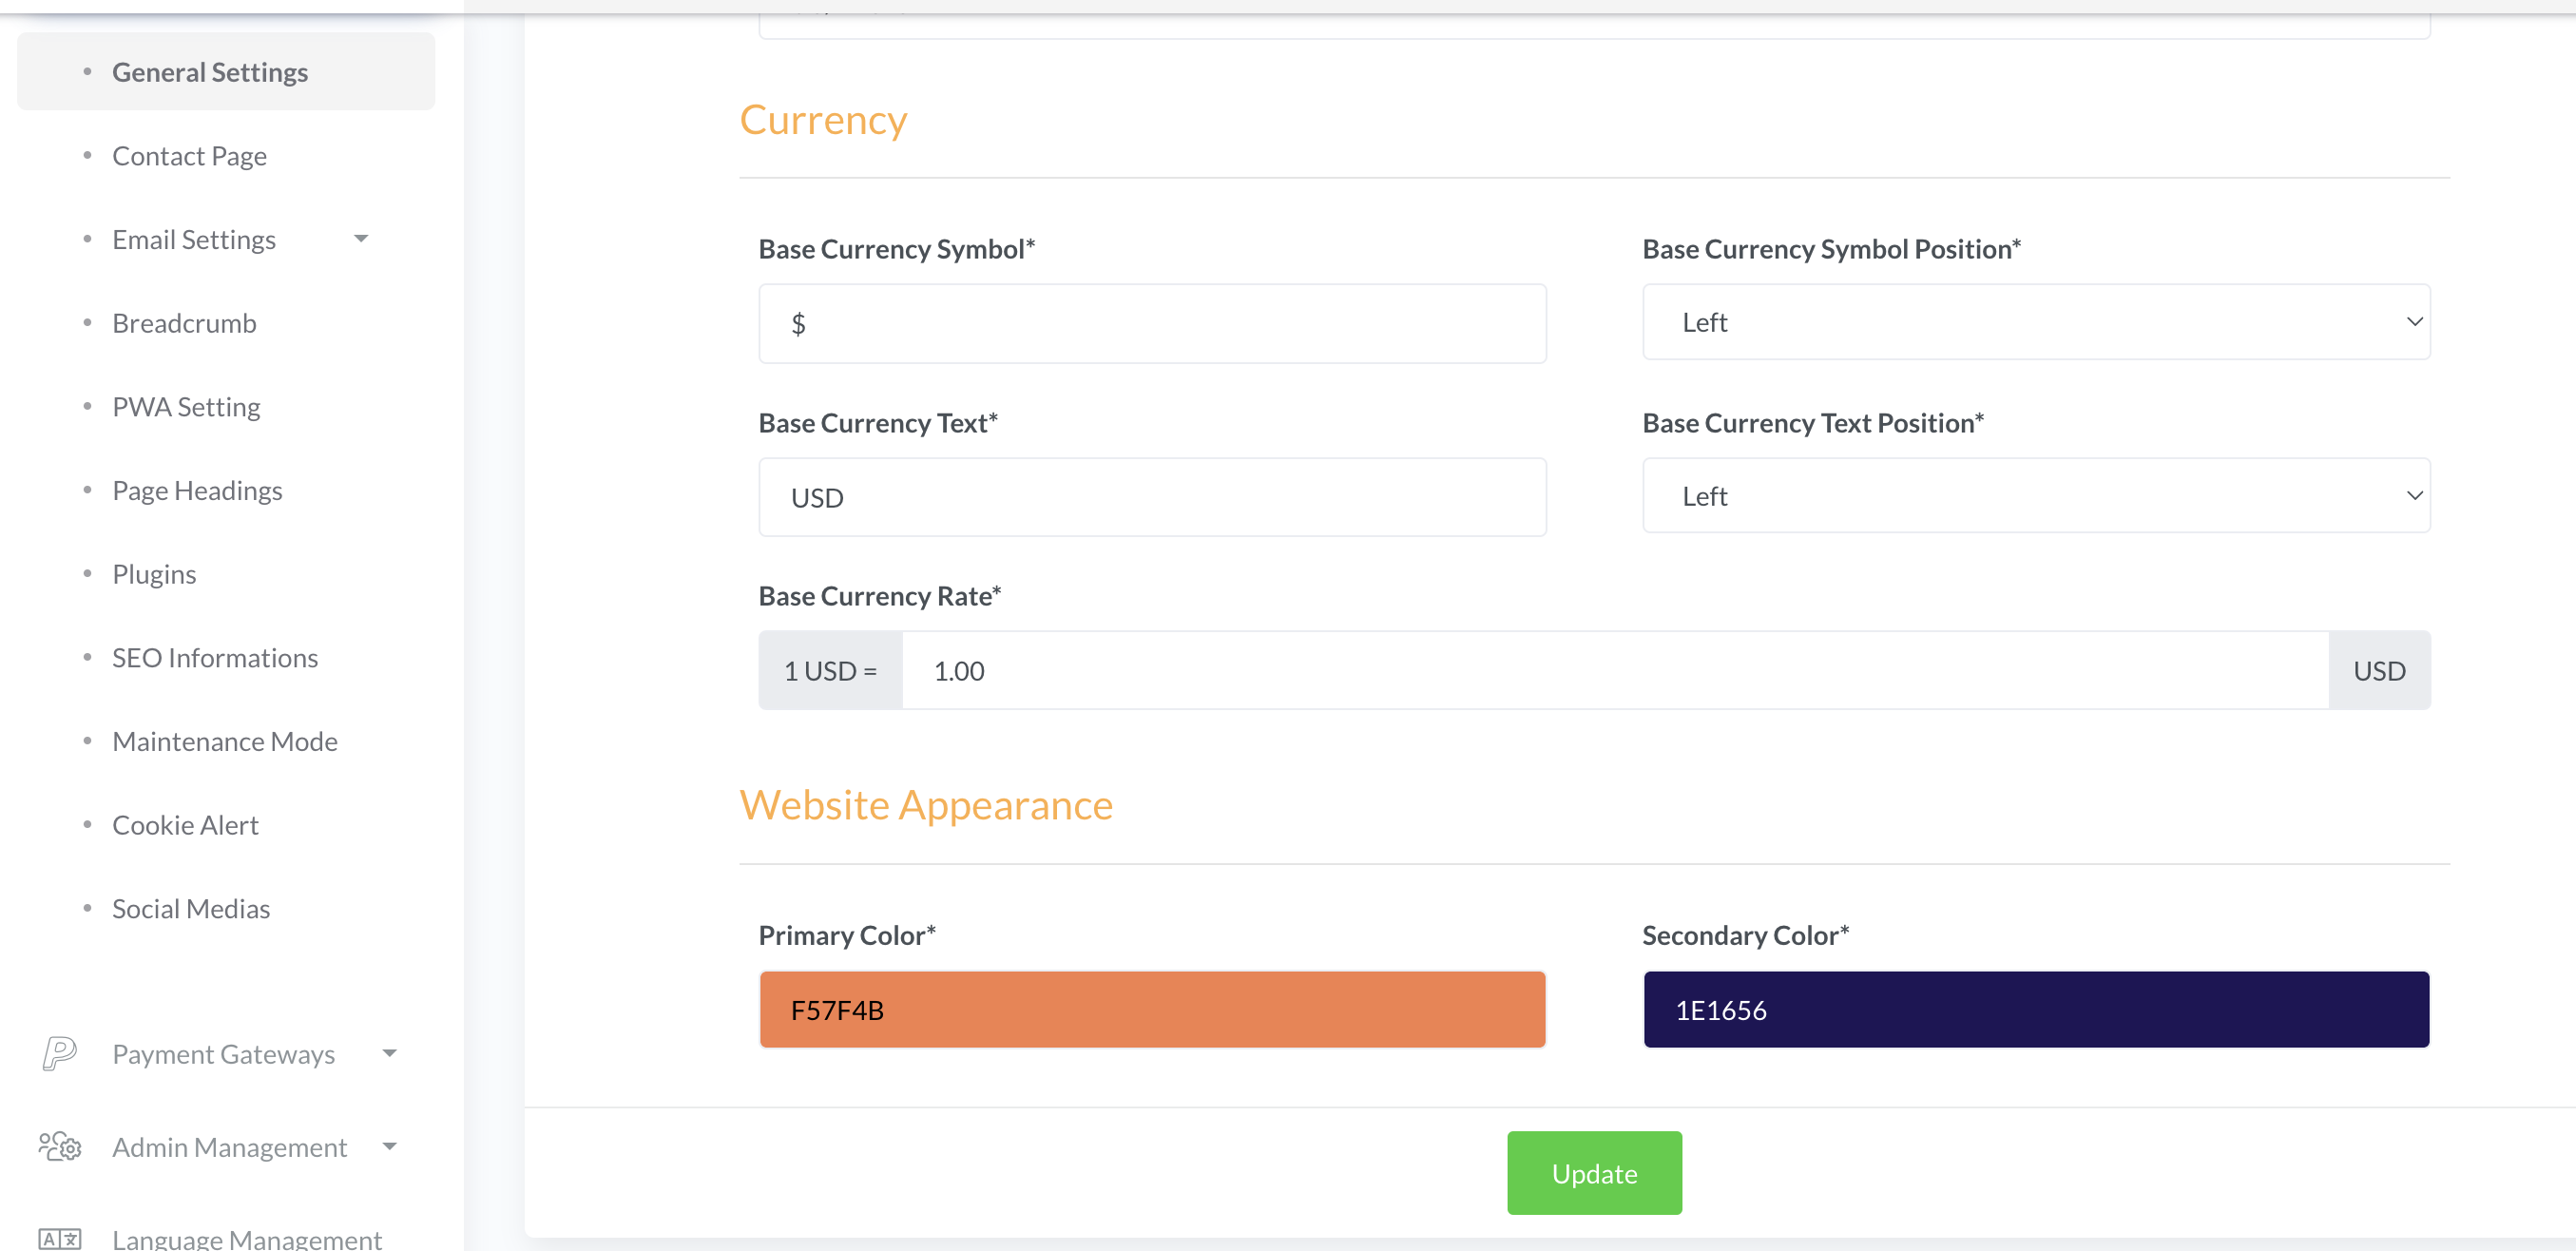 General Settings
Contact Page
Email Settings
Breadcrumb
PWA Setting
Page Headings
Plugins
SEO Informations
Maintenance Mode
Cookie Alert
Social Medias
Payment Gateways
Admin Management
Language Management
Currency
Base Currency Symbol*
$
Base Currency Symbol Position*
Left
Base Currency Text*
USD
Base Currency Text Position*
Left
Base Currency Rate*
1 USD = 1.00 USD
Website Appearance
Primary Color*
F57F4B
Secondary Color*
1E1656
Update